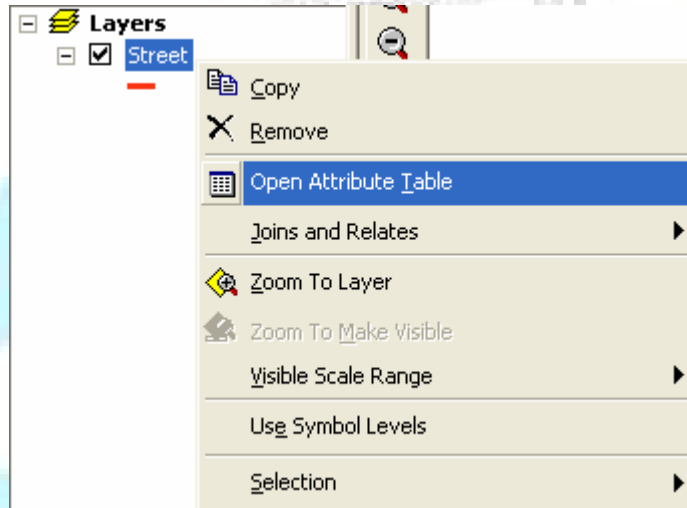 Layers
Street
Copy
Remove
Open Attribute Table
Joins and Relates
Zoom To Layer
Zoom To Make Visible
Visible Scale Range
Use Symbol Levels
Selection